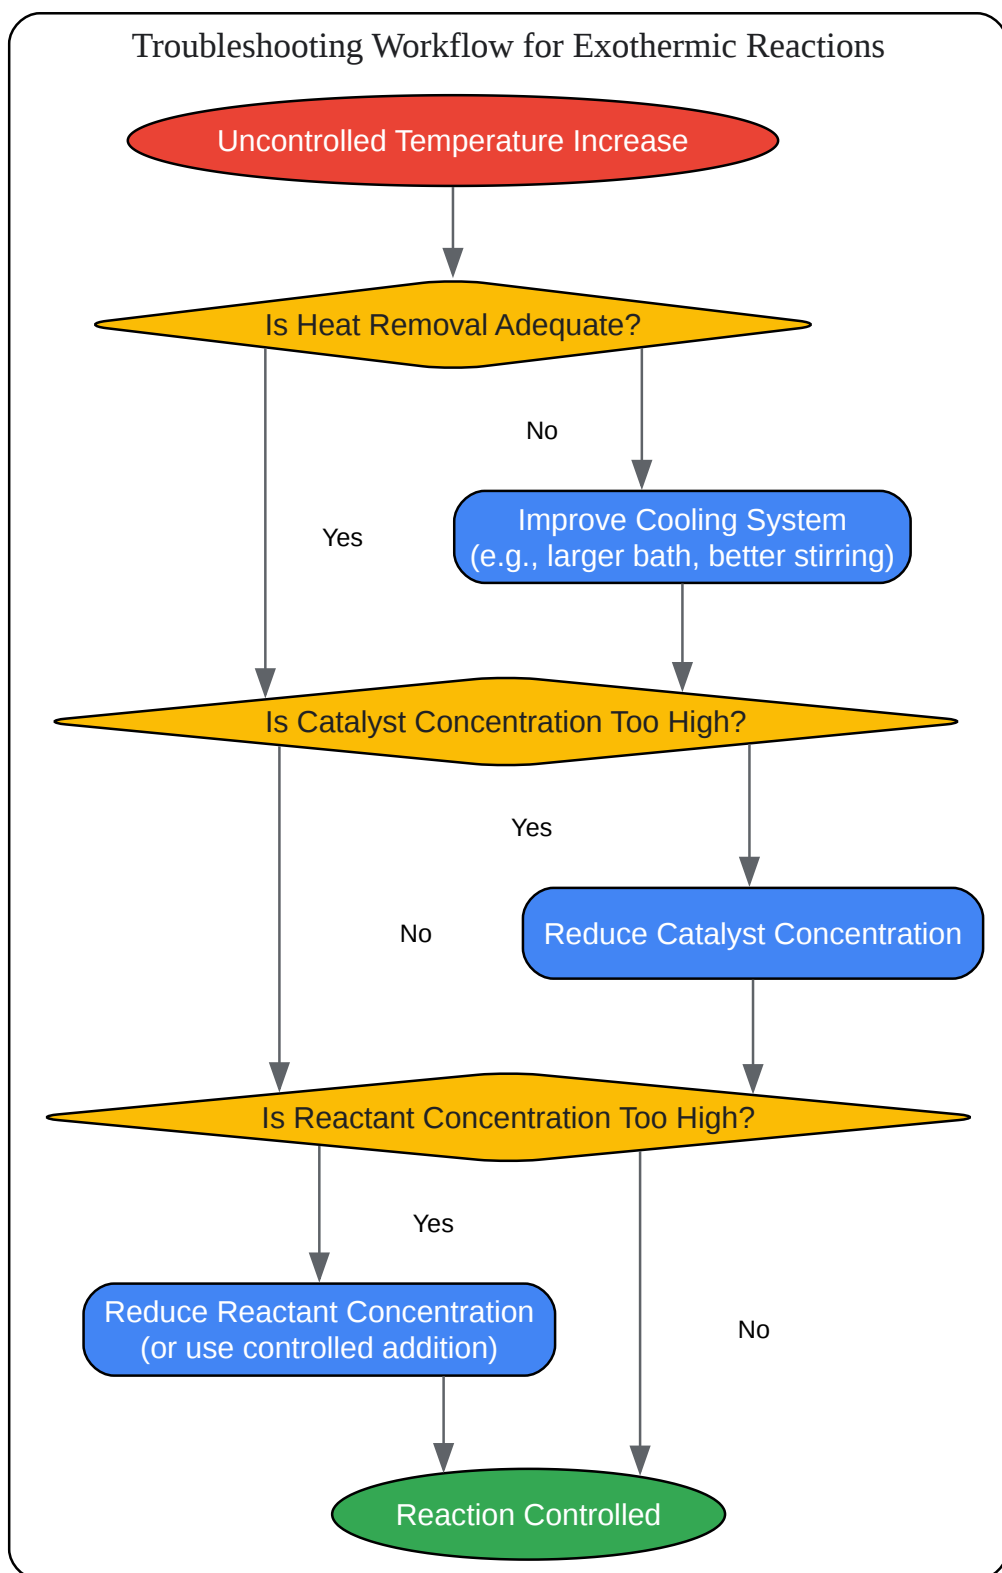 Troubleshooting Workflow for Exothermic Reactions
Uncontrolled Temperature Increase
Is Heat Removal Adequate?
No
Improve Cooling System
(e.g., larger bath, better stirring)
Yes
Is Catalyst Concentration Too High?
Yes
Reduce Catalyst Concentration
No
Is Reactant Concentration Too High?
Yes
Reduce Reactant Concentration
(or use controlled addition)
No
Reaction Controlled